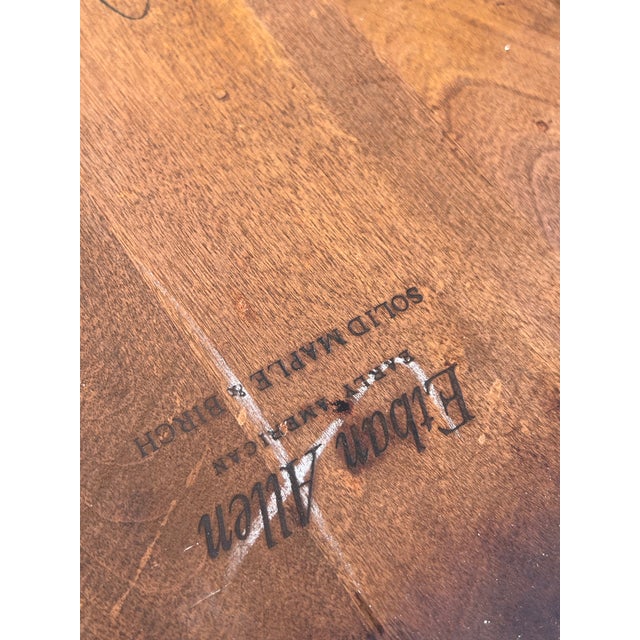 Ethan Allen
EARLY AMERICAN
SOLID MAPLE & BIRCH